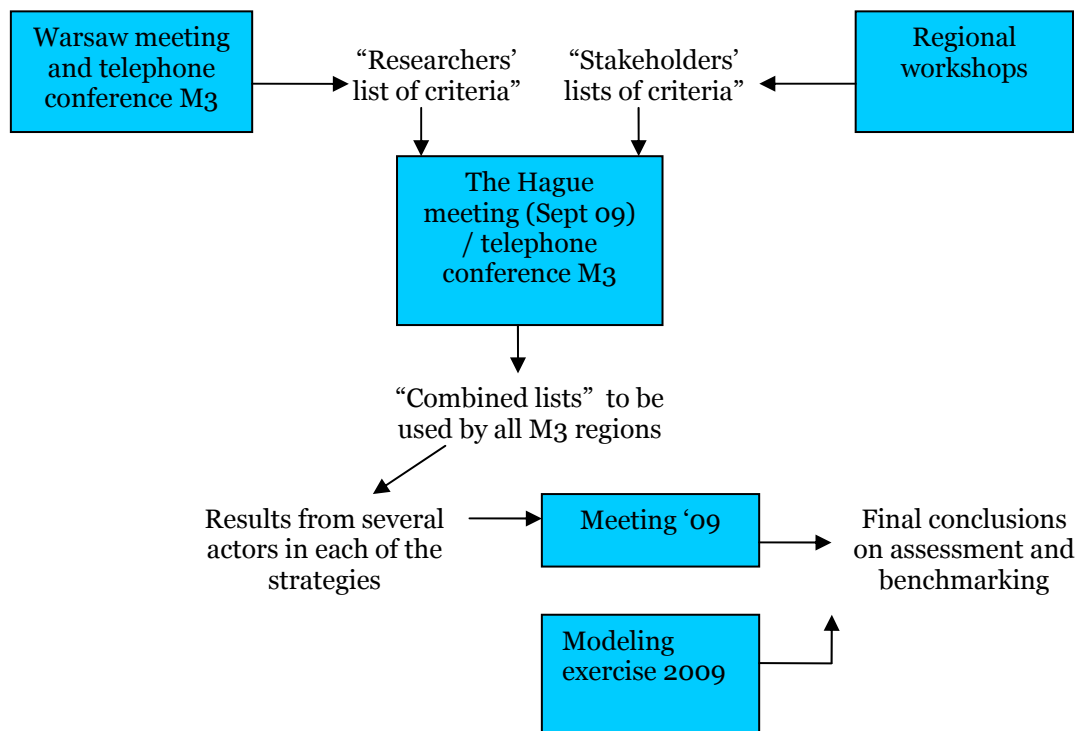 Warsaw meeting
and telephone
conference M3
“Researchers’
list of criteria”
“Stakeholders’
lists of criteria”
Regional
workshops
The Hague
meeting (Sept 09)
/ telephone
conference M3
“Combined lists”  to be
used by all M3 regions
Results from several
actors in each of the
strategies
Meeting ‘09
Final conclusions
on assessment and
benchmarking
Modeling
exercise 2009